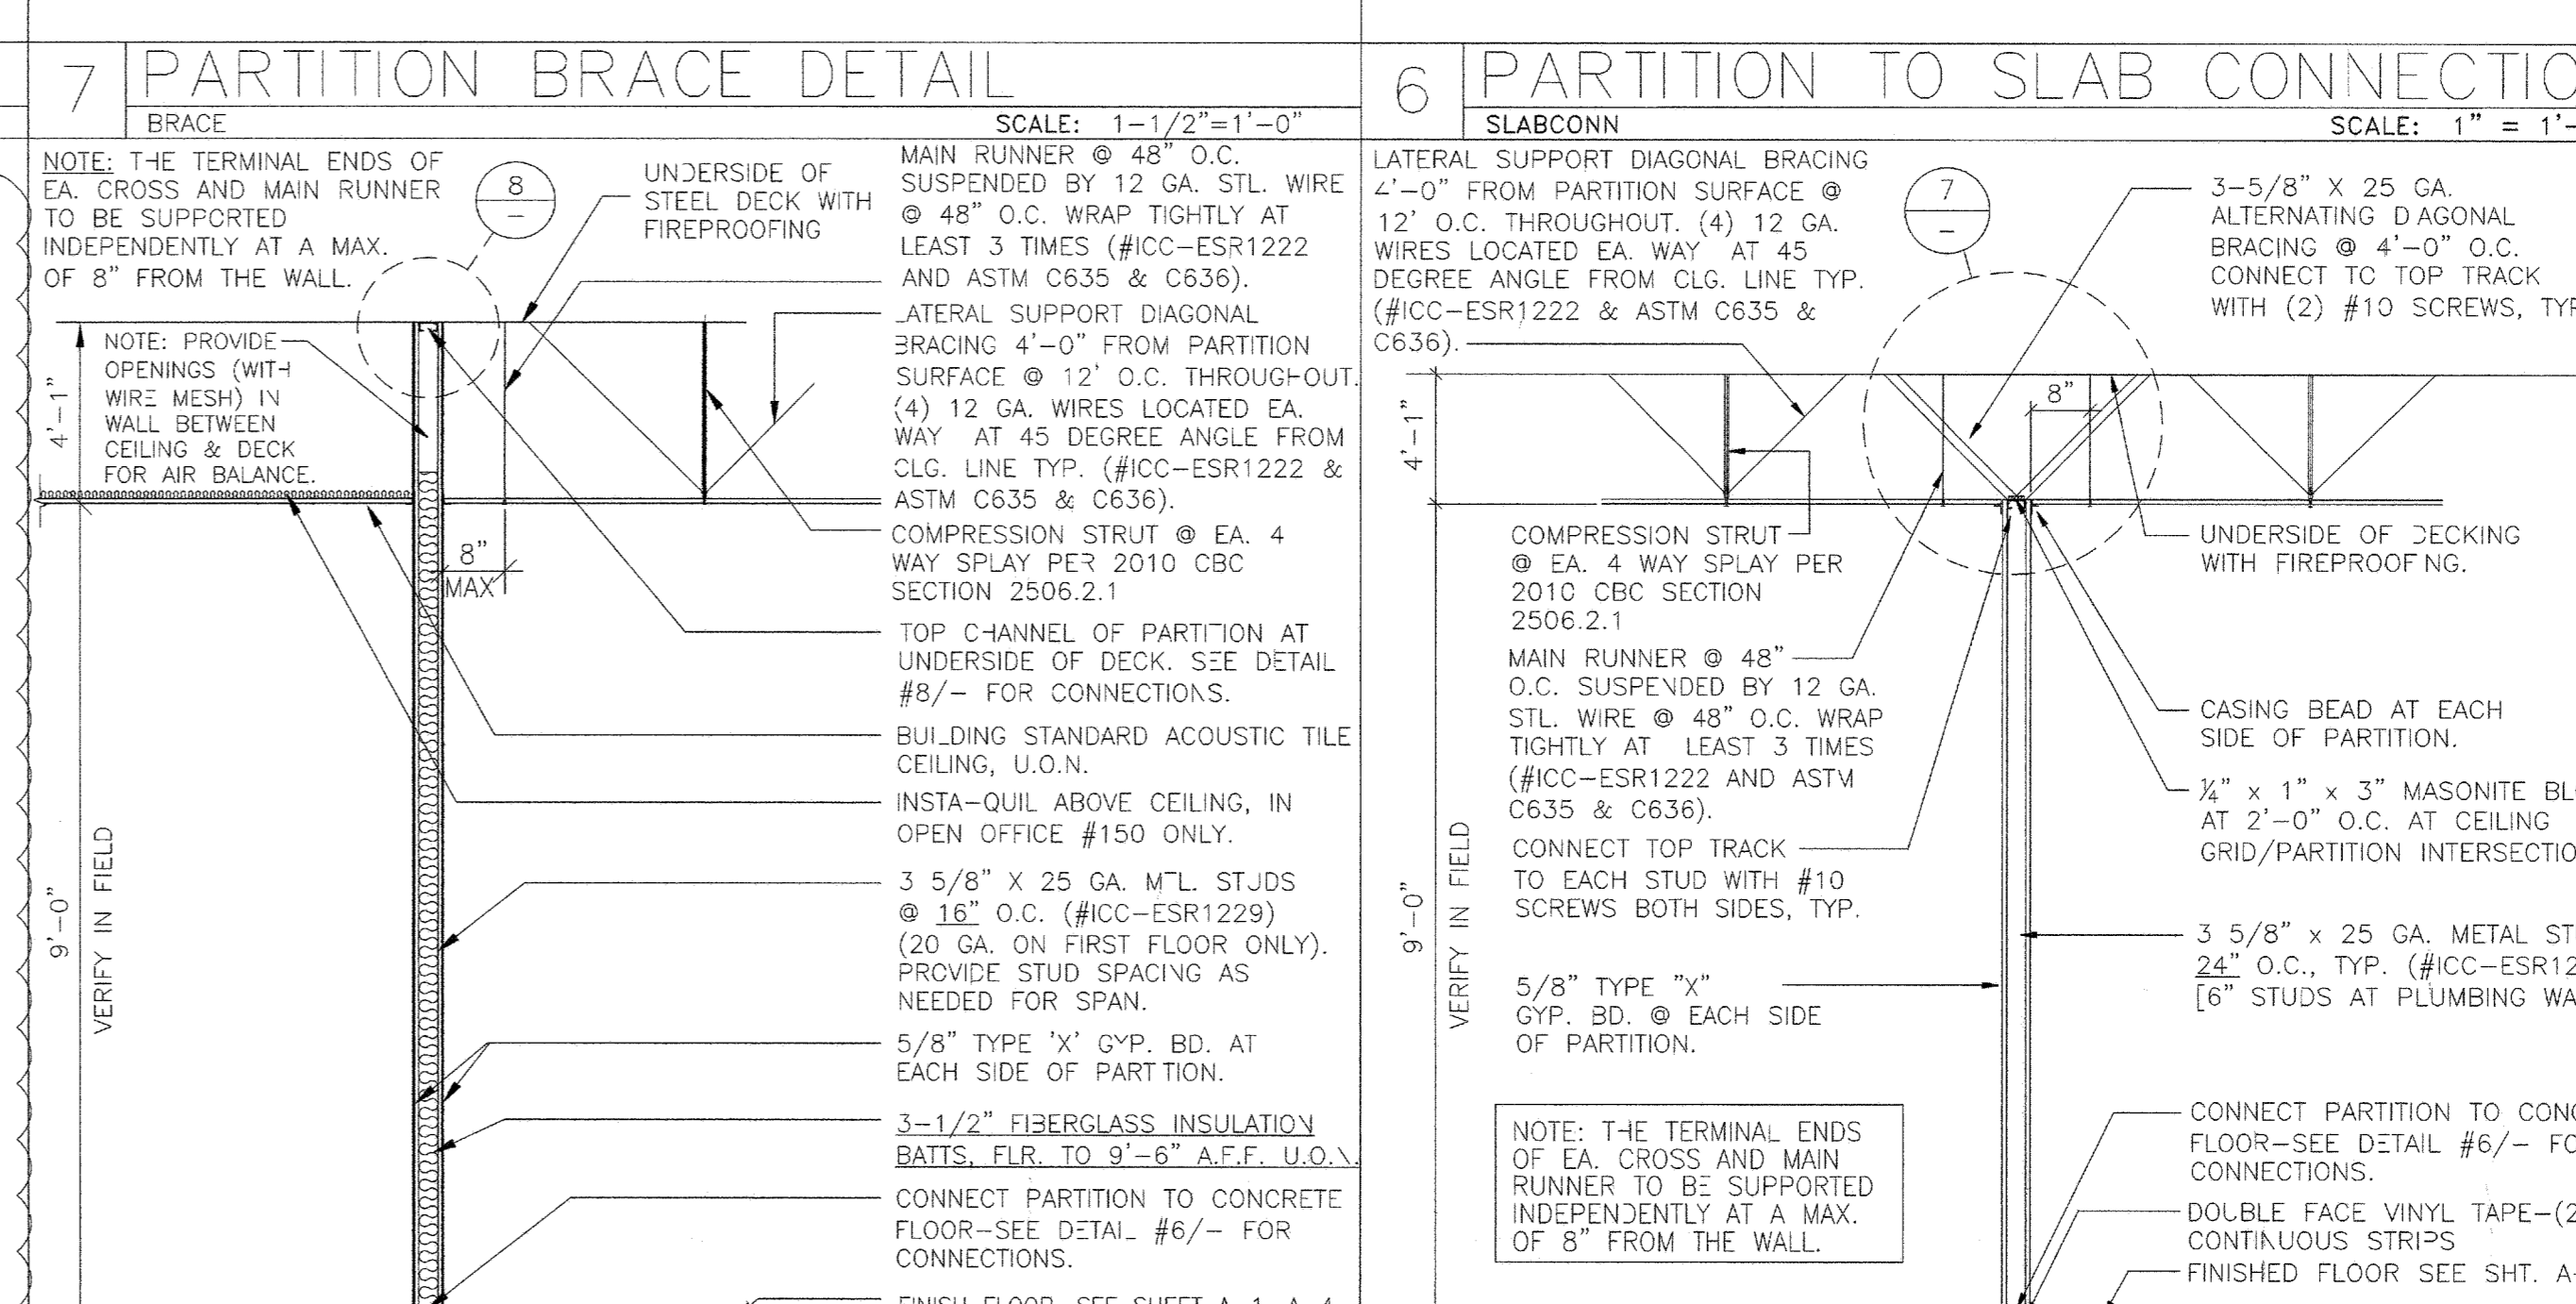 7
PARTITION BRACE DETAIL
BRACE
SCALE: 1-1/2"=1'-0"
NOTE: THE TERMINAL ENDS OF
EA. CROSS AND MAIN RUNNER
TO BE SUPPORTED
INDEPENDENTLY AT A MAX.
OF 8" FROM THE WALL.
8
-
UNDERSIDE OF
STEEL DECK WITH
FIREPROOFING
MAIN RUNNER @ 48" O.C.
SUSPENDED BY 12 GA. STL. WIRE
@ 48" O.C. WRAP TIGHTLY AT
LEAST 3 TIMES (#ICC-ESR1222
AND ASTM C635 & C636).
LATERAL SUPPORT DIAGONAL
BRACING 4'-0" FROM PARTITION
SURFACE @ 12' O.C. THROUGHOUT.
(4) 12 GA. WIRES LOCATED EA.
WAY AT 45 DEGREE ANGLE FROM
CLG. LINE TYP. (#ICC-ESR1222 &
ASTM C635 & C636).
NOTE: PROVIDE
OPENINGS (WITH
WIRE MESH) IN
WALL BETWEEN
CEILING & DECK
FOR AIR BALANCE.
4'-1"
8"
MAX
COMPRESSION STRUT @ EA. 4
WAY SPLAY PER 2010 CBC
SECTION 2506.2.1
TOP CHANNEL OF PARTITION AT
UNDERSIDE OF DECK. SEE DETAIL
#8/- FOR CONNECTIONS.
BUILDING STANDARD ACOUSTIC TILE
CEILING, U.O.N.
INSTA-QUIL ABOVE CEILING, IN
OPEN OFFICE #150 ONLY.
9'-0"
VERIFY IN FIELD
3 5/8" X 25 GA. MTL. STUDS
@ 16" O.C. (#ICC-ESR1229)
(20 GA. ON FIRST FLOOR ONLY).
PROVIDE STUD SPACING AS
NEEDED FOR SPAN.
5/8" TYPE 'X' GYP. BD. AT
EACH SIDE OF PARTITION.
3-1/2" FIBERGLASS INSULATION
BATTS, FLR. TO 9'-6" A.F.F. U.O.N.
CONNECT PARTITION TO CONCRETE
FLOOR-SEE DETAIL #6/- FOR
CONNECTIONS.
FINISH FLOOR, SEE SHEET A-1, A-4
6
PARTITION TO SLAB CONNECTIO
SLABCONN
SCALE: 1" = 1'-
LATERAL SUPPORT DIAGONAL BRACING
4'-0" FROM PARTITION SURFACE @
12' O.C. THROUGHOUT. (4) 12 GA.
WIRES LOCATED EA. WAY AT 45
DEGREE ANGLE FROM CLG. LINE TYP.
(#ICC-ESR1222 & ASTM C635 &
C636).
7
-
3-5/8" X 25 GA.
ALTERNATING DIAGONAL
BRACING @ 4'-0" O.C.
CONNECT TO TOP TRACK
WITH (2) #10 SCREWS, TYP
4'-1"
8"
COMPRESSION STRUT
@ EA. 4 WAY SPLAY PER
2010 CBC SECTION
2506.2.1
UNDERSIDE OF DECKING
WITH FIREPROOFING.
MAIN RUNNER @ 48"
O.C. SUSPENDED BY 12 GA.
STL. WIRE @ 48" O.C. WRAP
TIGHTLY AT LEAST 3 TIMES
(#ICC-ESR1222 AND ASTM
C635 & C636).
CASING BEAD AT EACH
SIDE OF PARTITION.
¼" x 1" x 3" MASONITE BL
AT 2'-0" O.C. AT CEILING
GRID/PARTITION INTERSECTIO
CONNECT TOP TRACK
TO EACH STUD WITH #10
SCREWS BOTH SIDES, TYP.
9'-0"
VERIFY IN FIELD
3 5/8" x 25 GA. METAL ST
24" O.C., TYP. (#ICC-ESR12
[6" STUDS AT PLUMBING WA
5/8" TYPE "X"
GYP. BD. @ EACH SIDE
OF PARTITION.
NOTE: THE TERMINAL ENDS
OF EA. CROSS AND MAIN
RUNNER TO BE SUPPORTED
INDEPENDENTLY AT A MAX.
OF 8" FROM THE WALL.
CONNECT PARTITION TO CONC
FLOOR-SEE DETAIL #6/- FO
CONNECTIONS.
DOUBLE FACE VINYL TAPE-(2
CONTINUOUS STRIPS
FINISHED FLOOR SEE SHT. A-